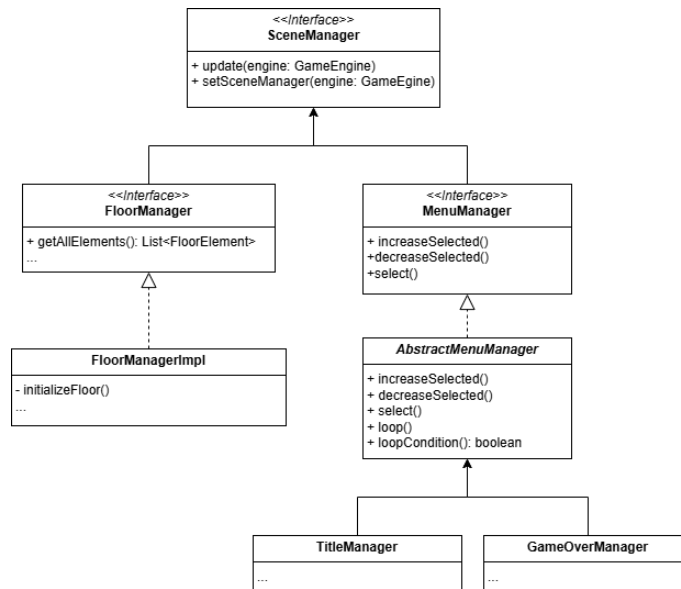 <<Interface>>
SceneManager
+ update(engine: GameEngine)
+ setSceneManager(engine: GameEgine)
<<Interface>>
FloorManager
+ getAllElements(): List<FloorElement>
...
<<Interface>>
MenuManager
+ increaseSelected()
+decreaseSelected()
+select()
FloorManagerImpl
- initializeFloor()
...
AbstractMenuManager
+ increaseSelected()
+ decreaseSelected()
+ select()
+ loop()
+ loopCondition(): boolean
TitleManager
...
GameOverManager
...